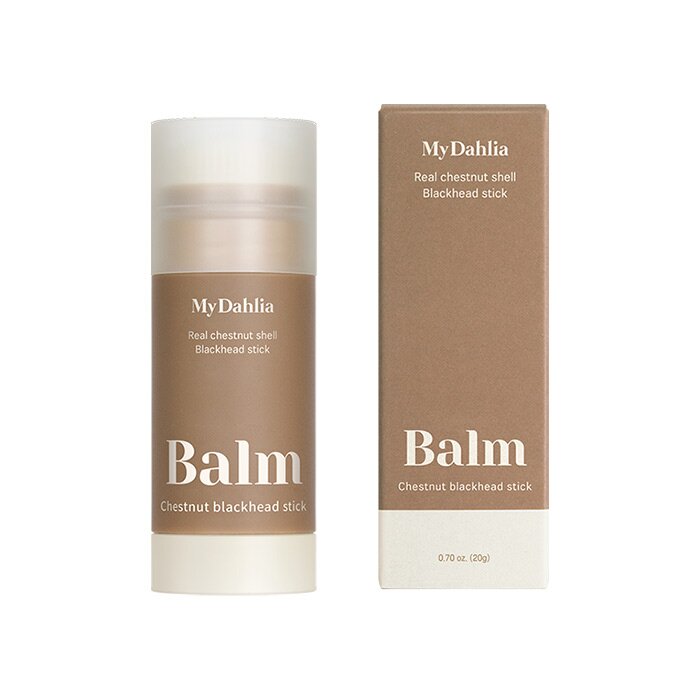 MyDahlia
Real chestnut shell
Blackhead stick
Balm
Chestnut blackhead stick
MyDahlia
Real chestnut shell
Blackhead stick
Balm
Chestnut blackhead stick
0.70 oz. (20g)